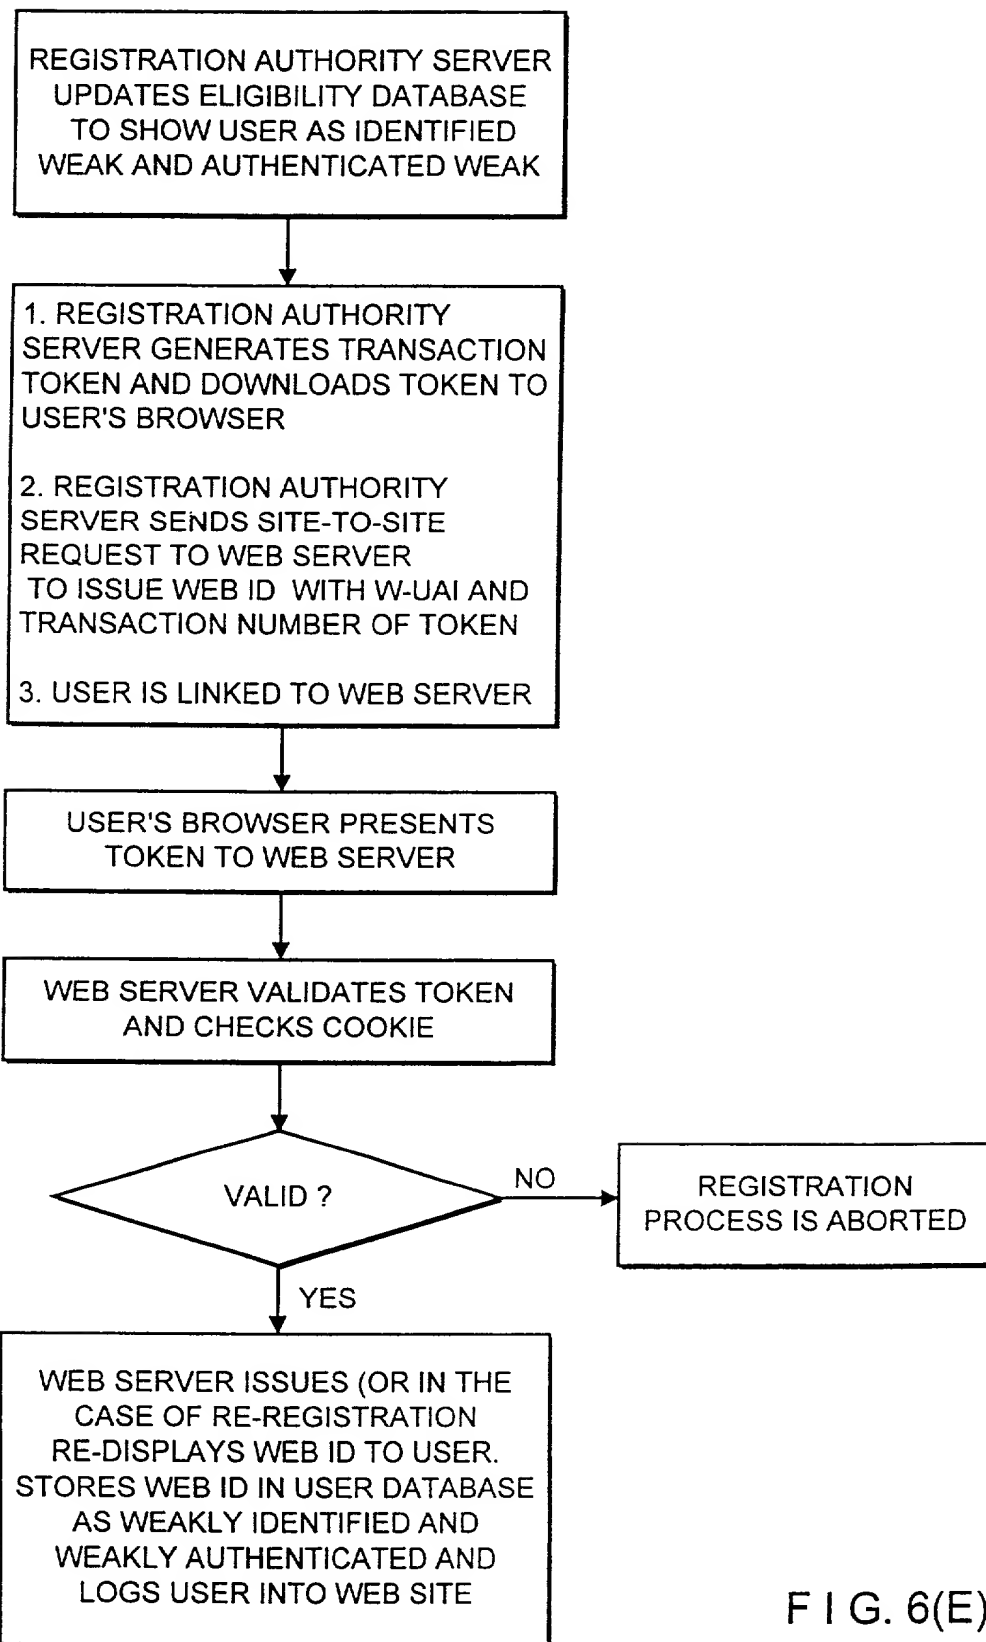 REGISTRATION AUTHORITY SERVER
UPDATES ELIGIBILITY DATABASE
TO SHOW USER AS IDENTIFIED
WEAK AND AUTHENTICATED WEAK
1. REGISTRATION AUTHORITY
SERVER GENERATES TRANSACTION
TOKEN AND DOWNLOADS TOKEN TO
USER'S BROWSER
2. REGISTRATION AUTHORITY
SERVER SENDS SITE-TO-SITE
REQUEST TO WEB SERVER
TO ISSUE WEB ID WITH W-UAI AND
TRANSACTION NUMBER OF TOKEN
3. USER IS LINKED TO WEB SERVER
USER'S BROWSER PRESENTS
TOKEN TO WEB SERVER
WEB SERVER VALIDATES TOKEN
AND CHECKS COOKIE
VALID ?
NO
REGISTRATION
PROCESS IS ABORTED
YES
WEB SERVER ISSUES (OR IN THE
CASE OF RE-REGISTRATION
RE-DISPLAYS WEB ID TO USER.
STORES WEB ID IN USER DATABASE
AS WEAKLY IDENTIFIED AND
WEAKLY AUTHENTICATED AND
LOGS USER INTO WEB SITE
F I G. 6(E)